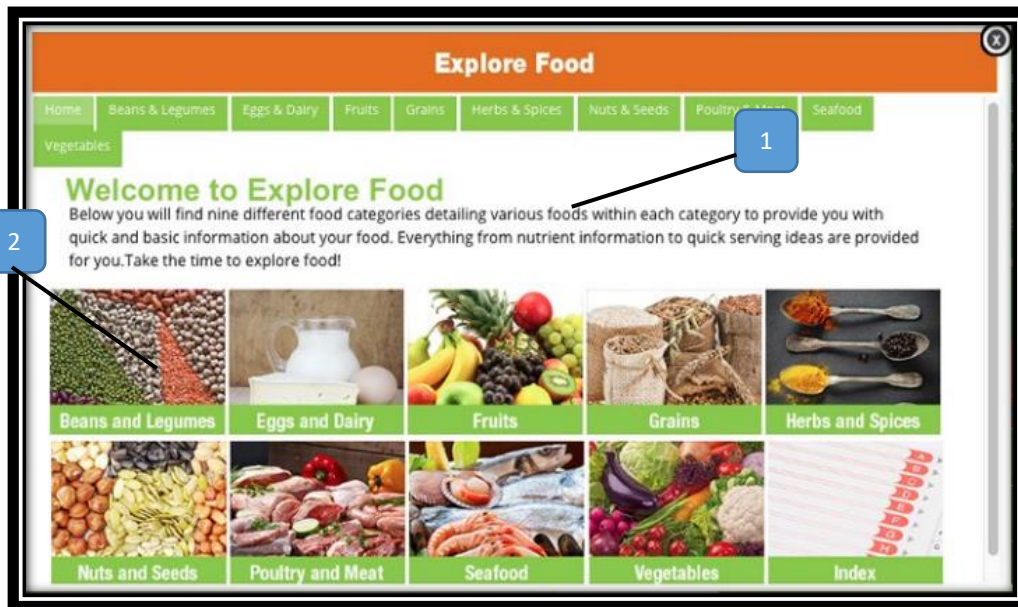 X
Explore Food
Home Beans & Legumes Eggs & Dairy Fruits Grains Herbs & Spices Nuts & Seeds Poultry & Meat Seafood
Vegetables
1
Welcome to Explore Food
Below you will find nine different food categories detailing various foods within each category to provide you with
2
quick and basic information about your food. Everything from nutrient information to quick serving ideas are provided
for you.Take the time to explore food!
Beans and Legumes Eggs and Dairy Fruits Grains Herbs and Spices
A
B
C
D
E
F
G
H
Nuts and Seeds Poultry and Meat Seafood Vegetables Index